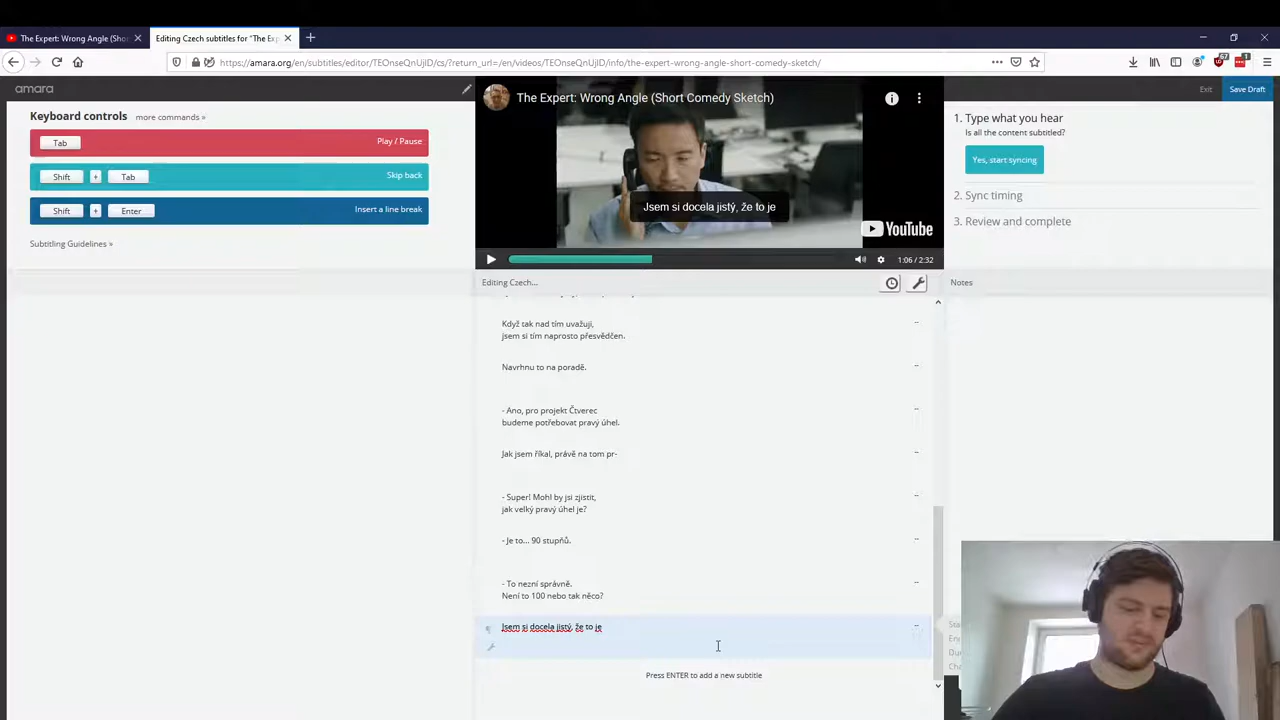 The Expert: Wrong Angle (Shor
Editing Czech subtitles for "The Exp
https://amara.org/en/subtitles/editor/TEOnseQnUjlD/cs/?return_url=/en/videos/TEOnseQnUjlD/info/the-expert-wrong-angle-short-comedy-sketch/
amara
Exit
Save Draft
Keyboard controls more commands »
Tab
Play / Pause
Shift + Tab
Skip back
Shift + Enter
Insert a line break
Subtitling Guidelines »
The Expert: Wrong Angle (Short Comedy Sketch)
Jsem si docela jistý, že to je
YouTube
1:06 / 2:32
1. Type what you hear
Is all the content subtitled?
Yes, start syncing
2. Sync timing
3. Review and complete
Editing Czech...
Notes
Když tak nad tím uvažuji,
jsem si tím naprosto přesvědčen.
Navrhnu to na poradě.
- Ano, pro projekt Čtverec
budeme potřebovat pravý úhel.
Jak jsem říkal, právě na tom pr-
- Super! Mohl by jsi zjistit,
jak velký pravý úhel je?
- Je to... 90 stupňů.
- To nezní správně.
Není to 100 nebo tak něco?
Jsem si docela jistý, že to je
Press ENTER to add a new subtitle